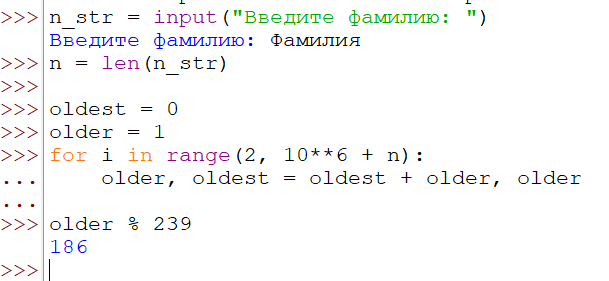 >>> n_str = input("Введите фамилию: ")
Введите фамилию: Фамилия
>>> n = len(n_str)
>>>
>>> oldest = 0
>>> older = 1
>>> for i in range(2, 10**6 + n):
...     older, oldest = oldest + older, older
...
>>> older % 239
186
>>>